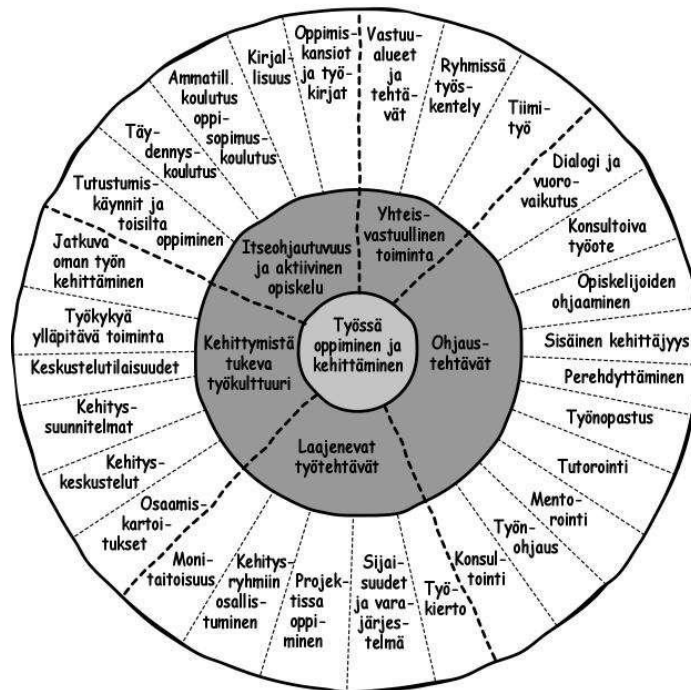 Työssä
oppiminen ja
kehittäminen
Itseohjautuvuus
ja aktiivinen
opiskelu
Yhteis-
vastuullinen
toiminta
Ohjaus-
tehtävät
Laajenevat
työtehtävät
Kehittymistä
tukeva
työkulttuuri
Vastuu-
alueet
ja
tehtä-
vät
Ryhmissä
työs-
kentely
Tiimi-
työ
Dialogi ja
vuoro-
vaikutus
Konsultoiva
työote
Opiskelijoiden
ohjaaminen
Sisäinen kehittäjyys
Perehdyttäminen
Työnopastus
Tutorointi
Mento-
rointi
Työn-
ohjaus
Konsul-
tointi
Työ-
kierto
Sijai-
suudet
ja vara-
järjes-
telmä
Projek-
tissa
oppi-
minen
Kehitys-
ryhmiin
osallis-
tuminen
Moni-
taitoisuus
Osaamis-
kartoi-
tukset
Kehitys-
keskustelut
Kehitys-
suunnitelmat
Keskustelutilaisuudet
Työkykyä
ylläpitävä toiminta
Jatkuva
oman työn
kehittäminen
Tutustumis-
käynnit ja
toisilta
oppiminen
Täy-
dennys-
koulutus
Ammatill.
koulutus
oppi-
sopimus-
koulutus
Kirjal-
lisuus
Oppimis-
kansiot
ja työ-
kirjat